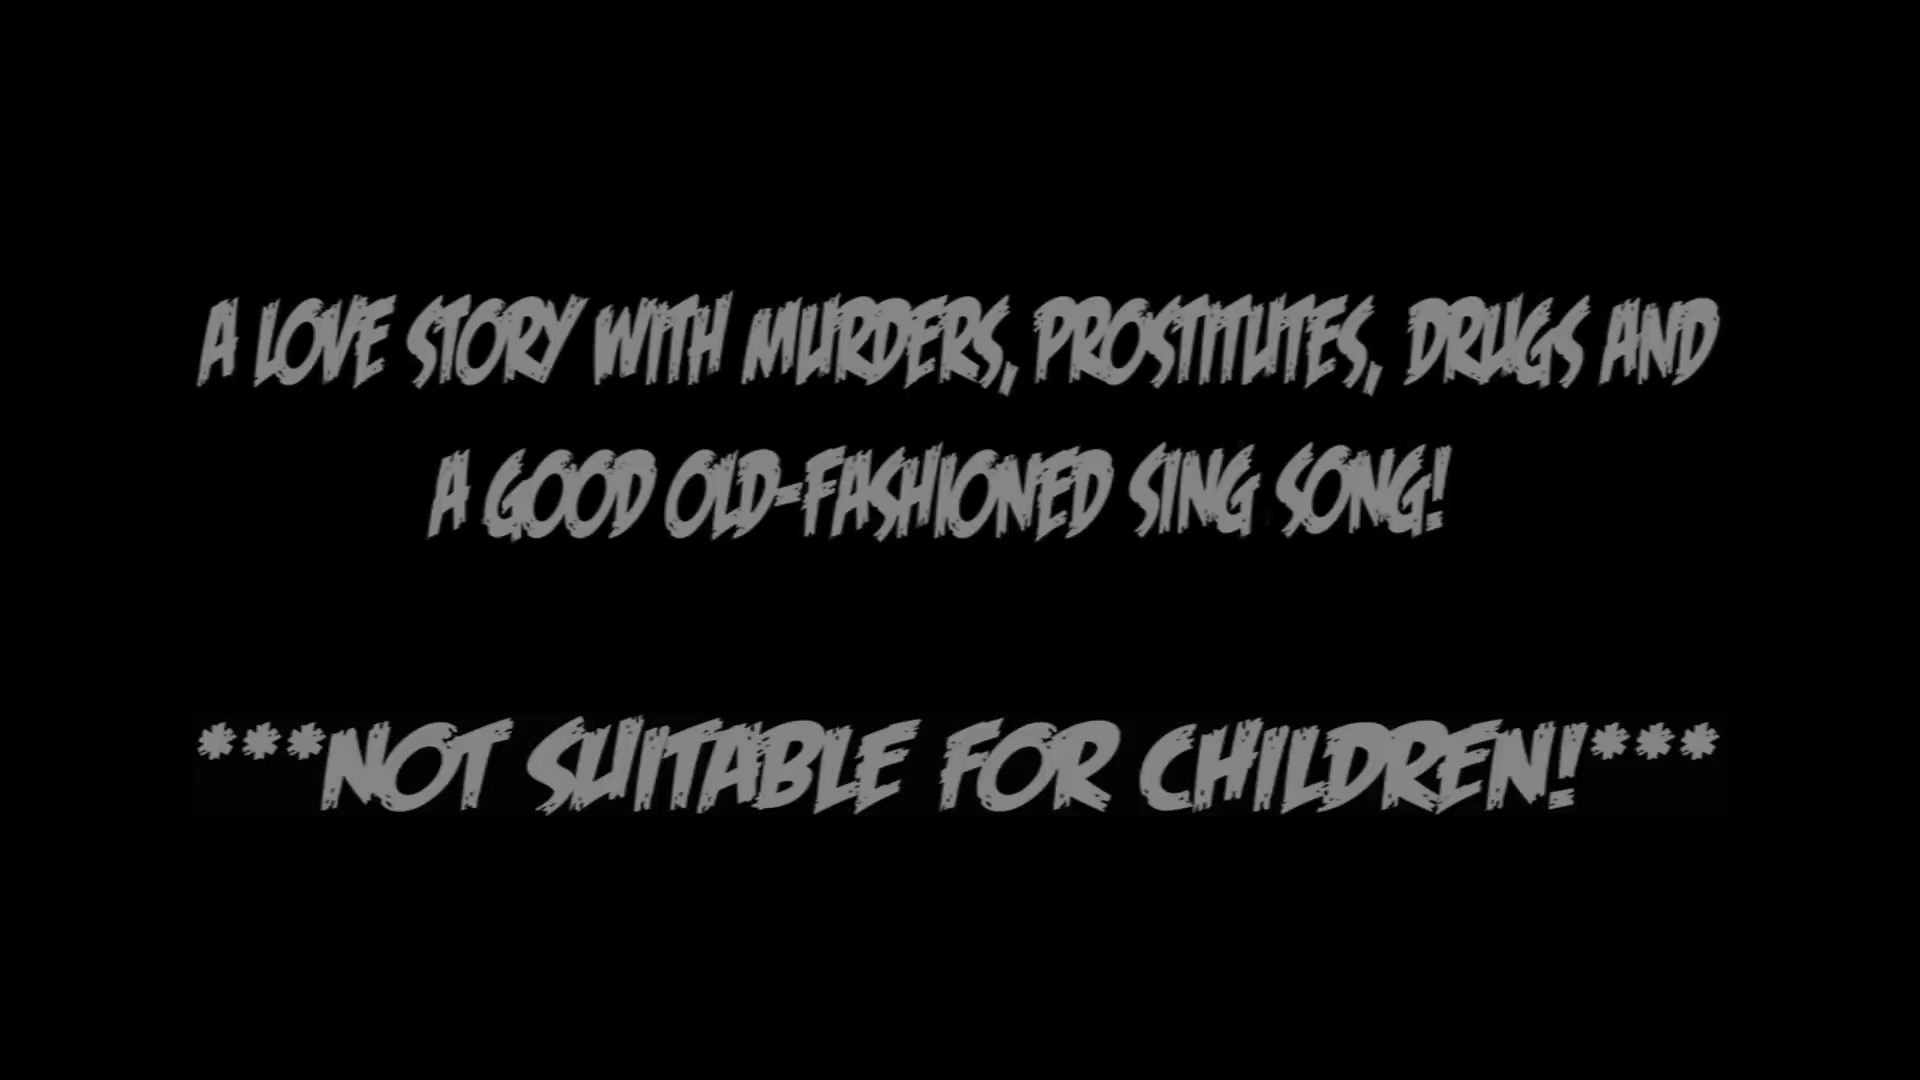 A LOVE STORY WITH MURDERS, PROSTITUTES, DRUGS AND
A GOOD OLD-FASHIONED SING SONG!
***NOT SUITABLE FOR CHILDREN!***